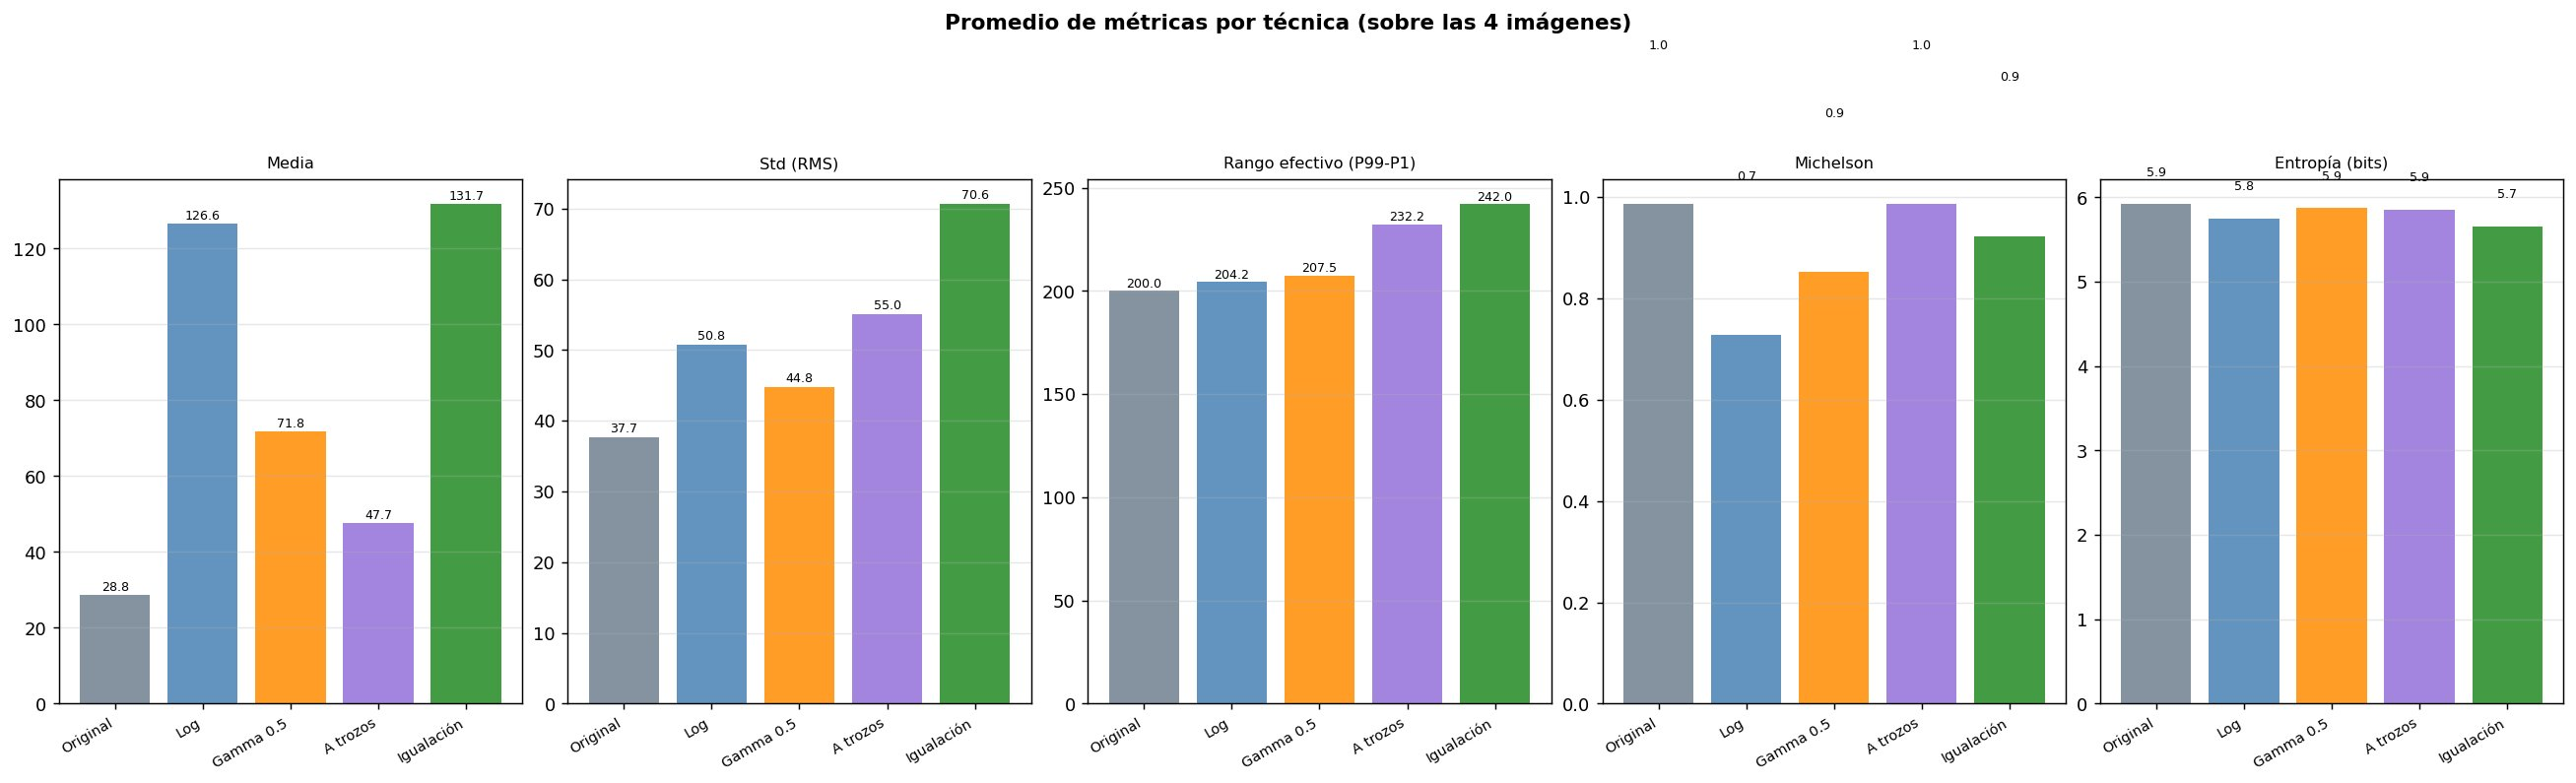 Promedio de métricas por técnica (sobre las 4 imágenes)
Media
120
100
80
60
40
20
0
28.8
126.6
71.8
47.7
131.7
Original
Log
Gamma 0.5
A trozos
Igualación
Std (RMS)
70
60
50
40
30
20
10
0
37.7
50.8
44.8
55.0
70.6
Original
Log
Gamma 0.5
A trozos
Igualación
Rango efectivo (P99-P1)
250
200
150
100
50
0
200.0
204.2
207.5
232.2
242.0
Original
Log
Gamma 0.5
A trozos
Igualación
1.0
0.7
0.9
1.0
0.9
Michelson
1.0
0.8
0.6
0.4
0.2
0.0
Original
Log
Gamma 0.5
A trozos
Igualación
Entropía (bits)
5.9
5.8
5.9
5.9
5.7
6
5
4
3
2
1
0
Original
Log
Gamma 0.5
A trozos
Igualación